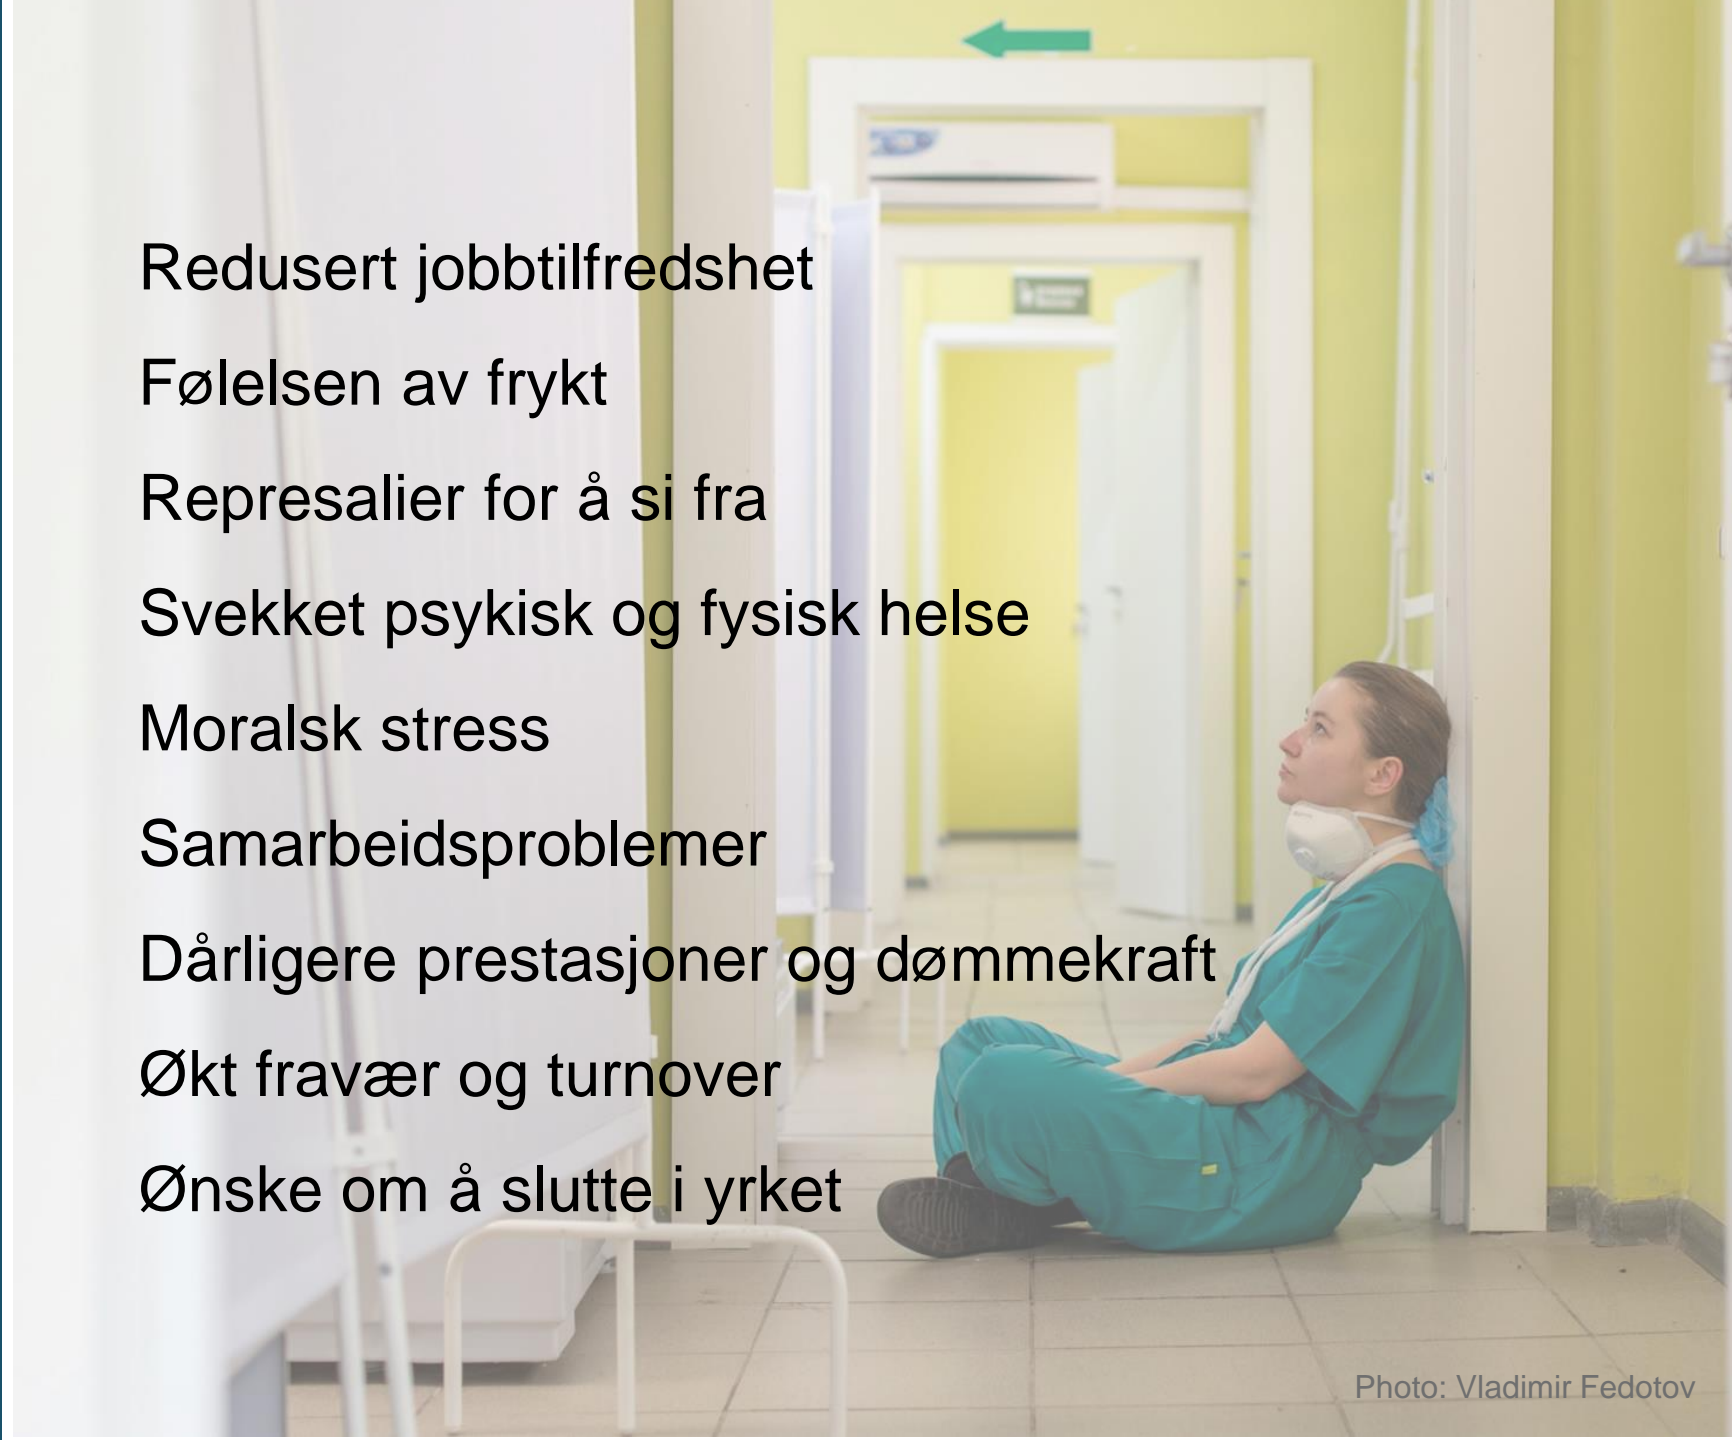 Redusert jobbtilfredshet
Følelsen av frykt
Represalier for å si fra
Svekket psykisk og fysisk helse
Moralsk stress
Samarbeidsproblemer
Dårligere prestasjoner og dømmekraft
Økt fravær og turnover
Ønske om å slutte i yrket
Photo: Vladimir Fedotov